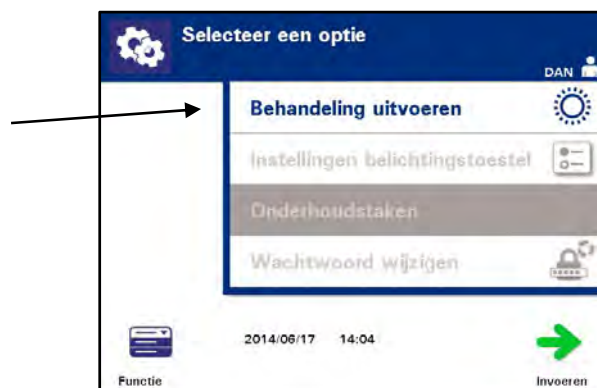 Selecteer een optie
DAN
Behandeling uitvoeren
Instellingen belichtingstoestel
Onderhoudstaken
Wachtwoord wijzigen
2014/06/17 14:04
Functie
Invoeren